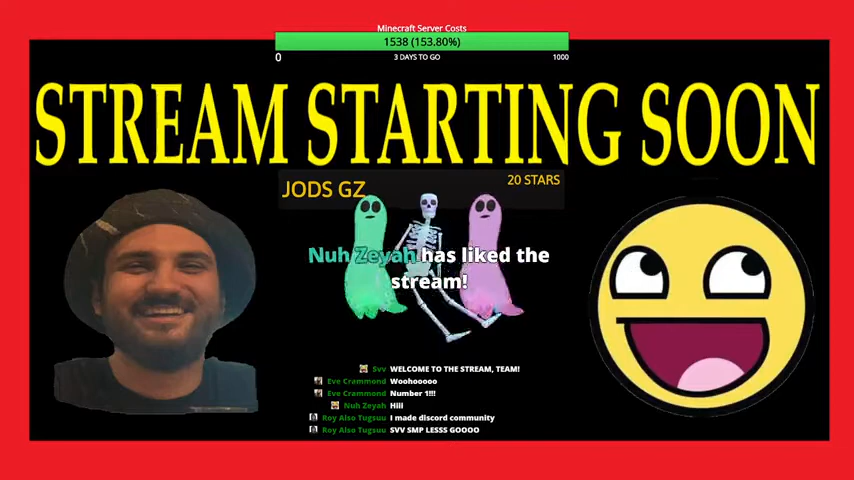 Minecraft Server Costs
1538 (153.80%)
0 3 DAYS TO GO 1000
STREAM STARTING SOON
JODS GZ 20 STARS
Nuh Zeyah has liked the
stream!
Svv WELCOME TO THE STREAM, TEAM!
Eve Crammond Woohooooo
Eve Crammond Number 1!!!
Nuh Zeyah Hiii
Roy Also Tugsuu I made discord community
Roy Also Tugsuu SVV SMP LESSS GOOOO